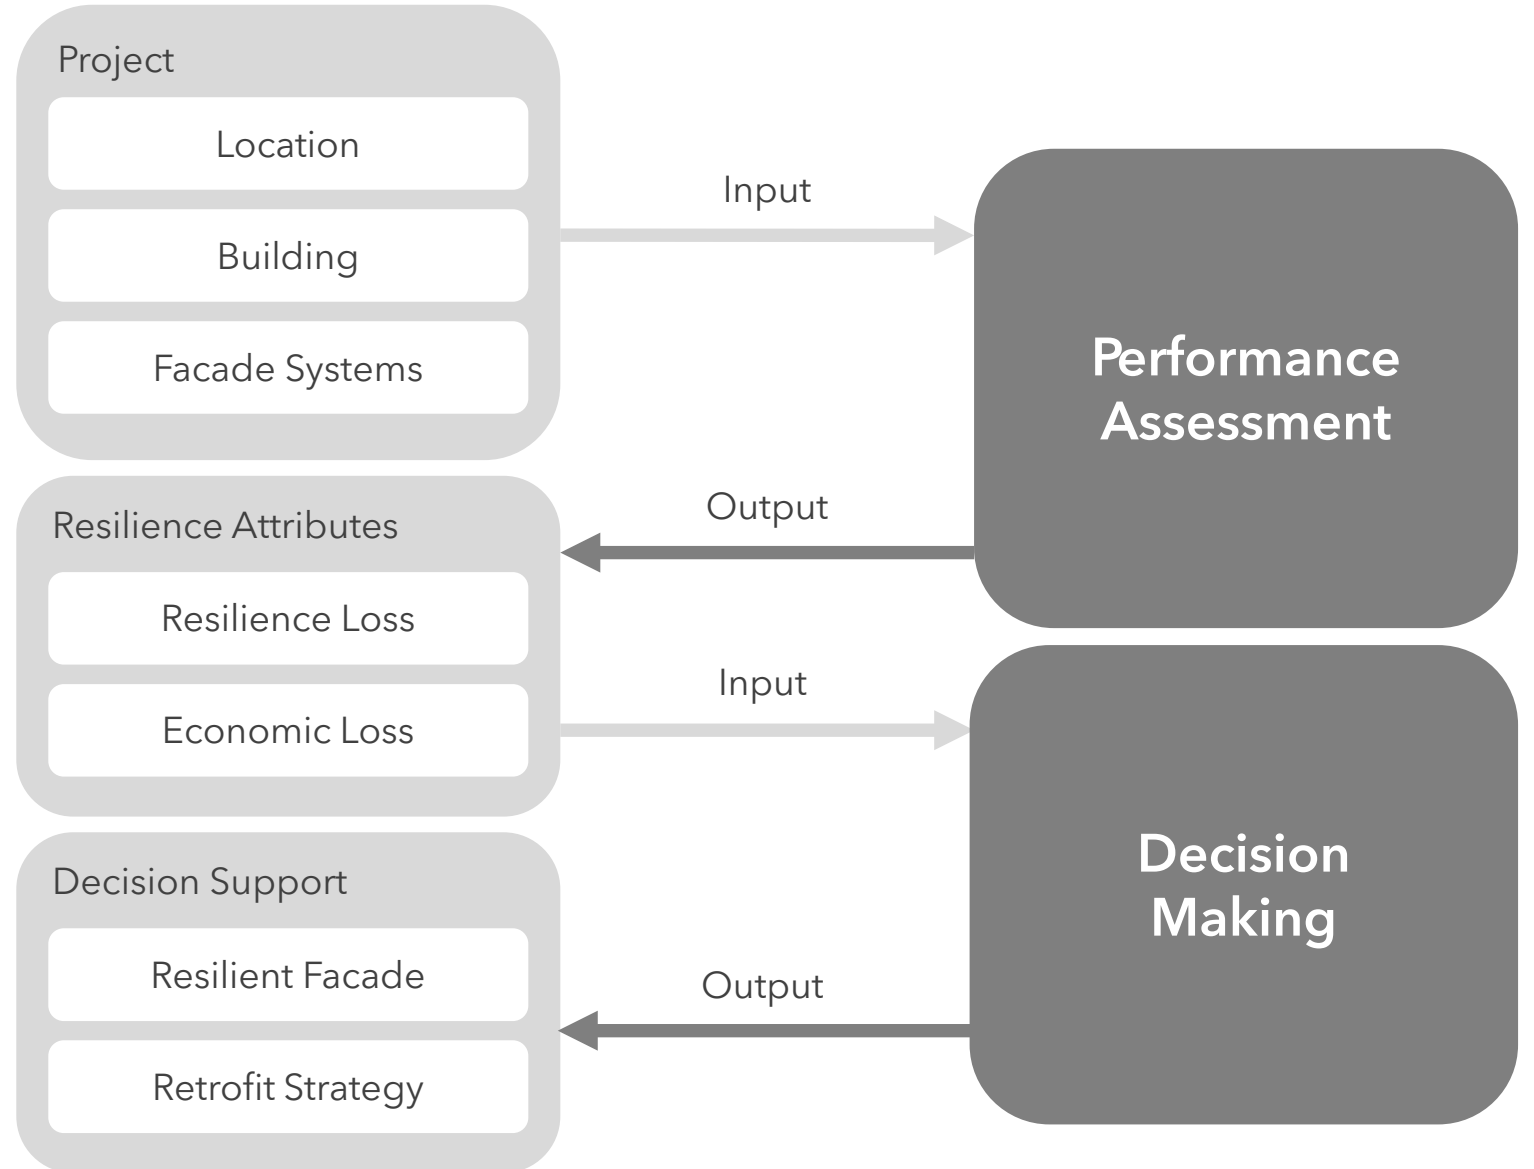 Project
Location
Building
Facade Systems
Input
Performance
Assessment
Output
Resilience Attributes
Resilience Loss
Economic Loss
Input
Decision
Making
Output
Decision Support
Resilient Facade
Retrofit Strategy